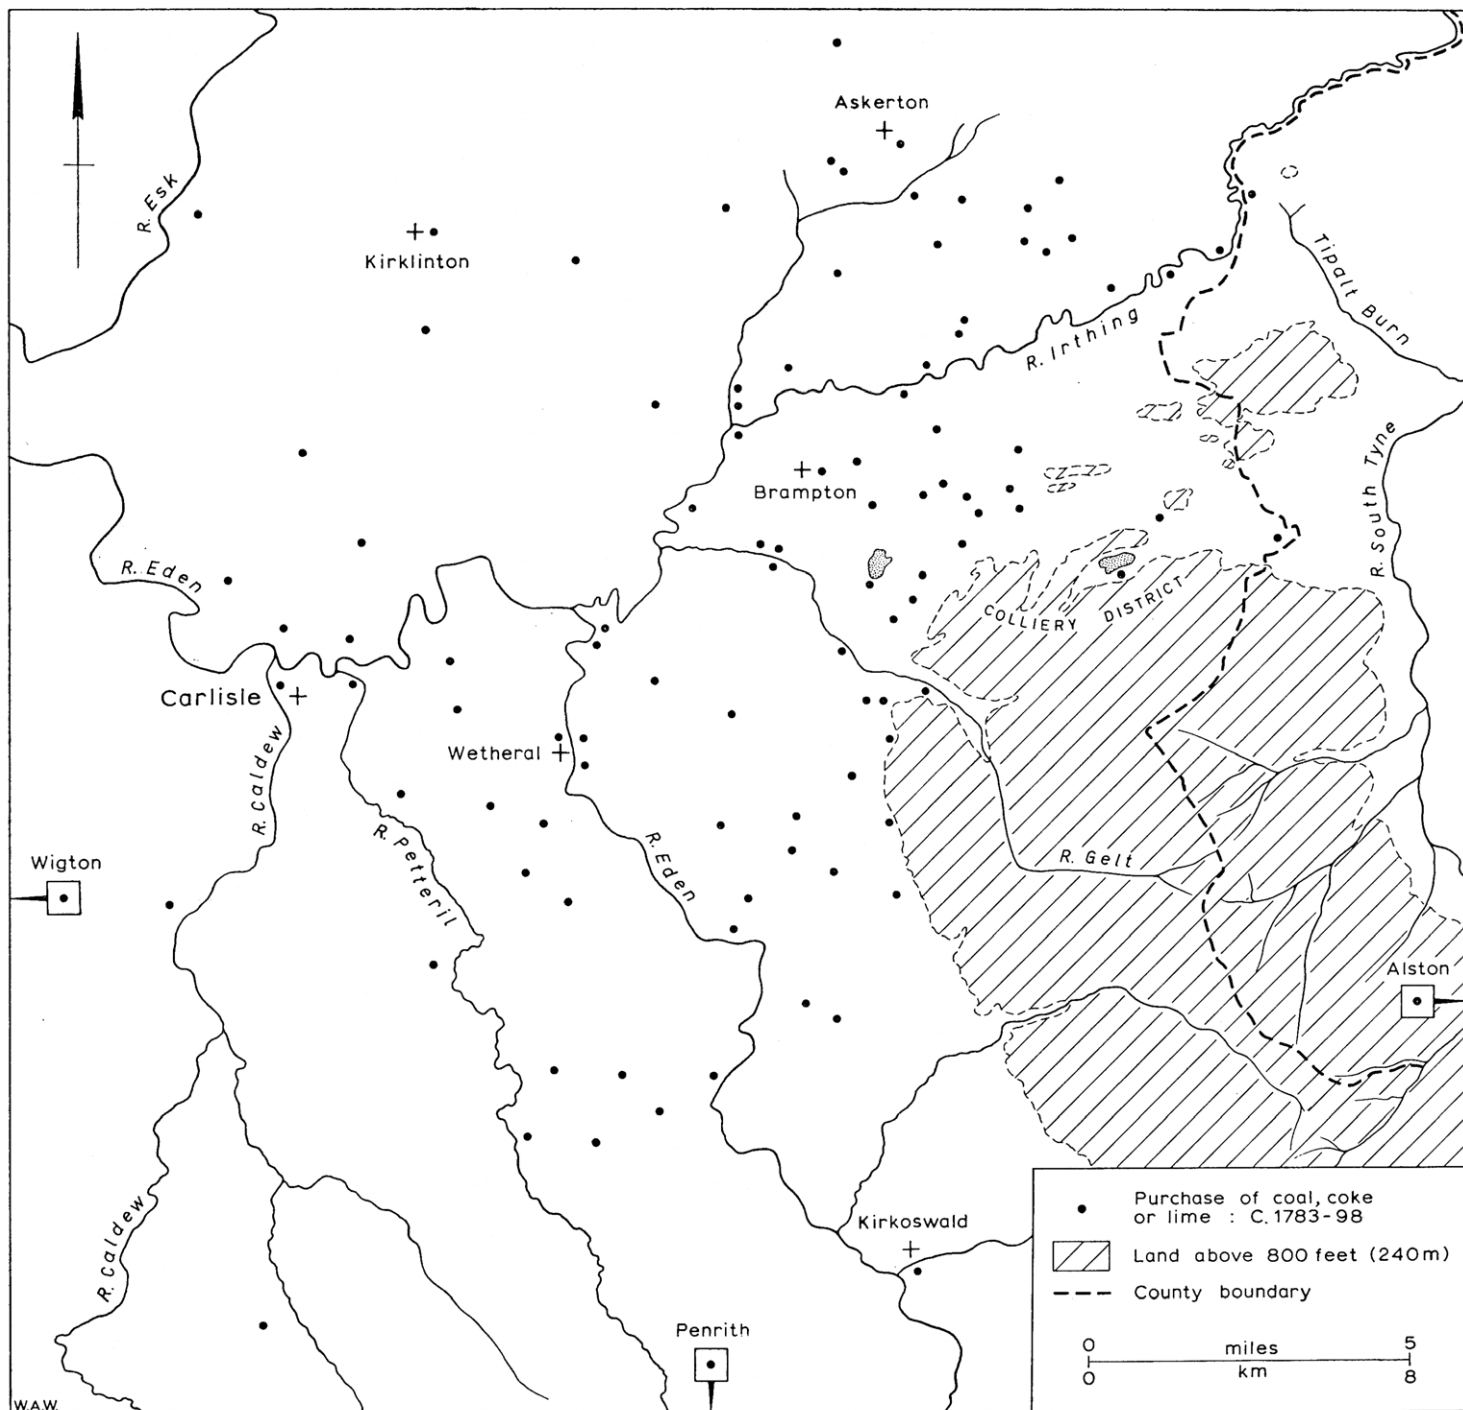 Askerton
R. Esk
Kirklinton
Tipalt Burn
R. Irthing
Brampton
R. South Tyne
R. Eden
COLLIERY DISTRICT
Carlisle
Wetheral
R. Caldew
R. Petteril
R. Eden
R. Gelt
Wigton
Alston
R. Caldew
Kirkoswald
Penrith
Purchase of coal, coke
or lime : C. 1783-98
Land above 800 feet (240m)
County boundary
0 miles 5
0 km 8
W.A.W.